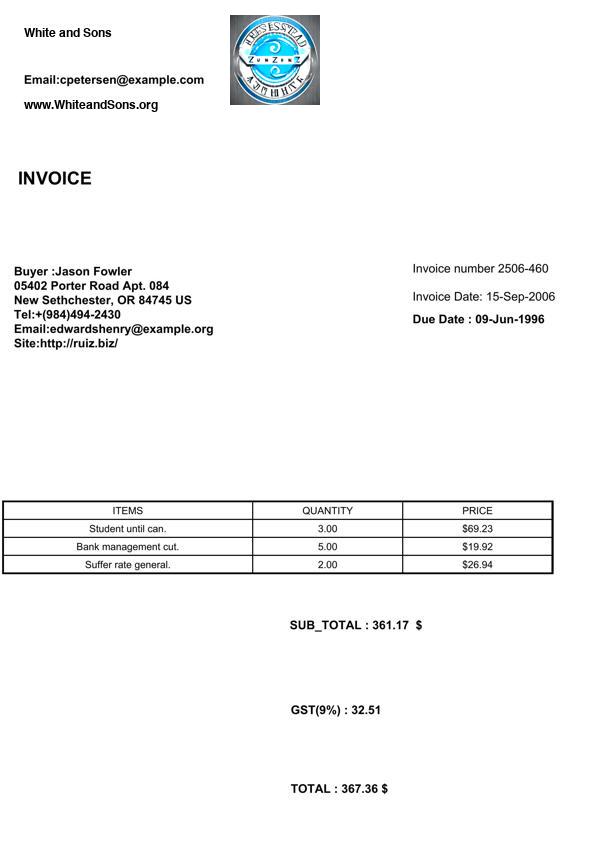 White and Sons
Email:cpetersen@example.com
www.WhiteandSons.org
ZENZONZ
INVOICE
Buyer :Jason Fowler
05402 Porter Road Apt. 084
New Sethchester, OR 84745 US
Tel:+(984)494-2430
Email:edwardshenry@example.org
Site:http://ruiz.biz/
Invoice number 2506-460
Invoice Date: 15-Sep-2006
Due Date : 09-Jun-1996
ITEMS QUANTITY PRICE
Student until can. 3.00 $69.23
Bank management cut. 5.00 $19.92
Suffer rate general. 2.00 $26.94
SUB_TOTAL : 361.17 $
GST(9%) : 32.51
TOTAL : 367.36 $